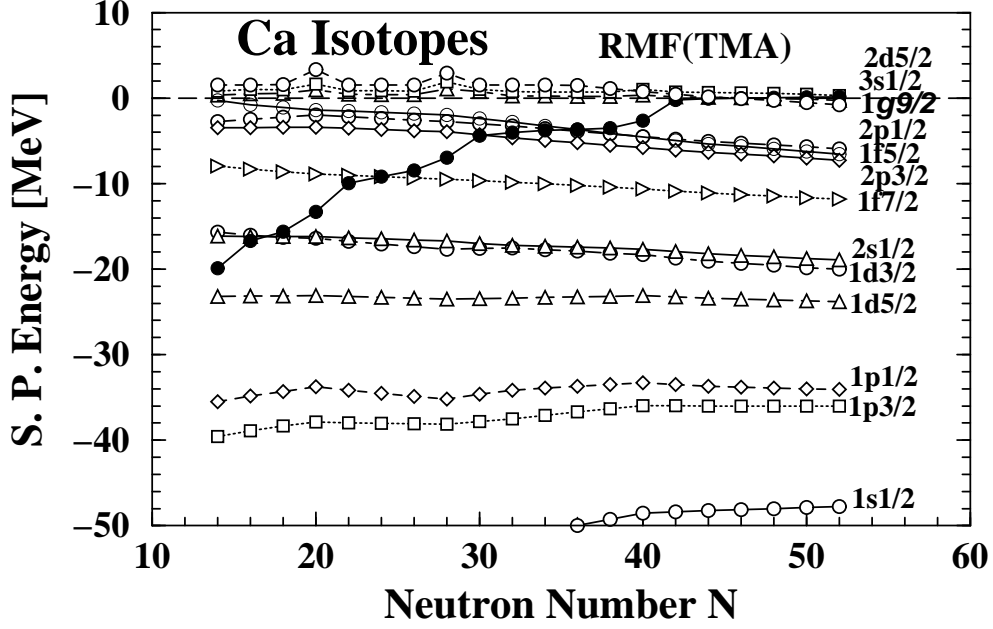 10
Ca Isotopes
RMF(TMA)
2d5/2
3s1/2
0
1g9/2
2p1/2
1f5/2
2p3/2
−10
1f7/2
2s1/2
−20
1d3/2
1d5/2
S. P. Energy [MeV]
−30
1p1/2
1p3/2
−40
1s1/2
−50
10 20 30 40 50 60
Neutron Number N